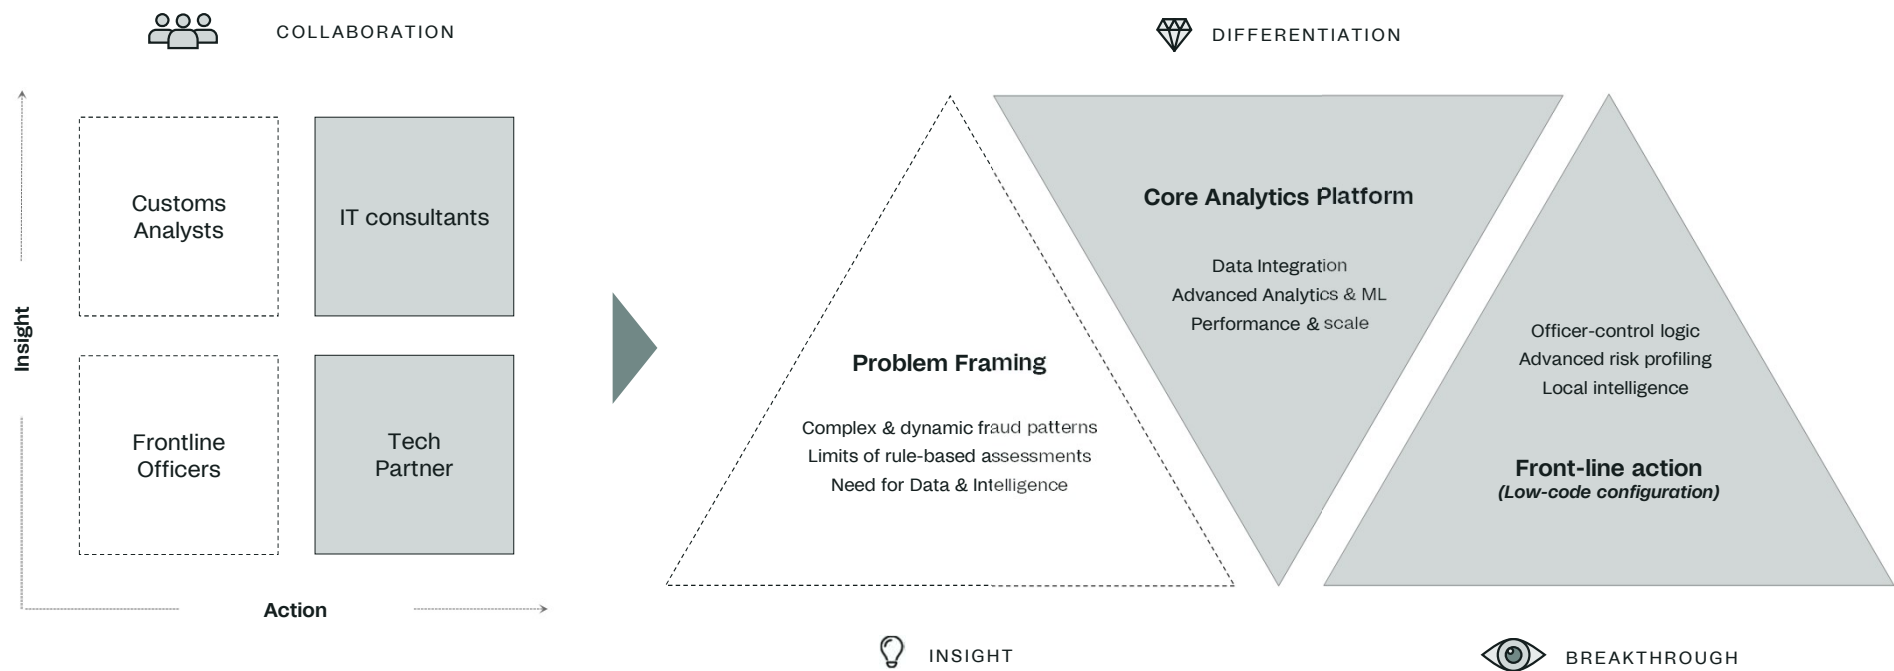 COLLABORATION
Insight
Customs
Analysts
IT consultants
Frontline
Officers
Tech
Partner
Action
DIFFERENTIATION
Core Analytics Platform
Data Integration
Advanced Analytics & ML
Performance & scale
Problem Framing
Complex & dynamic fraud patterns
Limits of rule-based assessments
Need for Data & Intelligence
Officer-control logic
Advanced risk profiling
Local intelligence
Front-line action
(Low-code configuration)
INSIGHT
BREAKTHROUGH